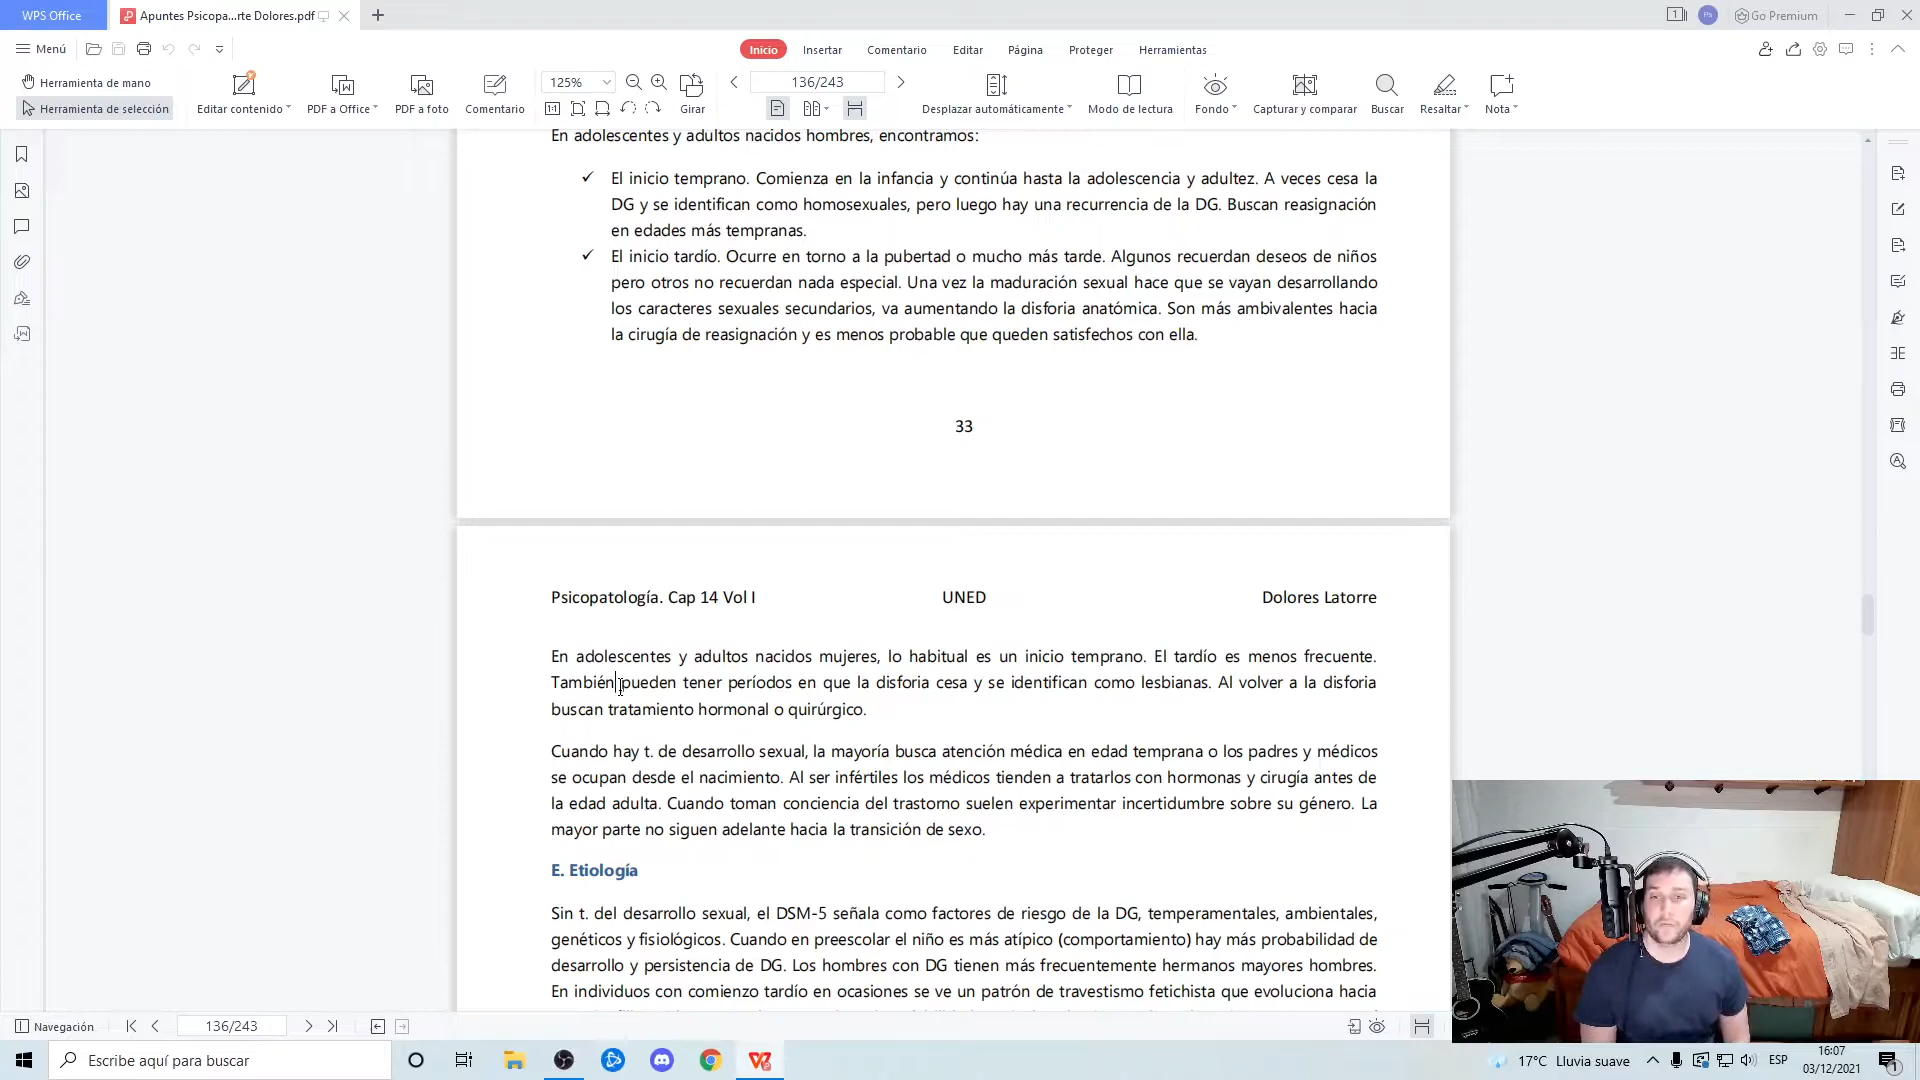 WPS Office
Apuntes Psicopa...rte Dolores.pdf
1
Ps
Go Premium
Menú
Inicio
Insertar
Comentario
Editar
Página
Proteger
Herramientas
Herramienta de mano
Herramienta de selección
Editar contenido
PDF a Office
PDF a foto
Comentario
125%
Girar
136/243
Desplazar automáticamente
Modo de lectura
Fondo
Capturar y comparar
Buscar
Resaltar
Nota
En adolescentes y adultos nacidos hombres, encontramos:
✓ El inicio temprano. Comienza en la infancia y continúa hasta la adolescencia y adultez. A veces cesa la
DG y se identifican como homosexuales, pero luego hay una recurrencia de la DG. Buscan reasignación
en edades más tempranas.
✓ El inicio tardío. Ocurre en torno a la pubertad o mucho más tarde. Algunos recuerdan deseos de niños
pero otros no recuerdan nada especial. Una vez la maduración sexual hace que se vayan desarrollando
los caracteres sexuales secundarios, va aumentando la disforia anatómica. Son más ambivalentes hacia
la cirugía de reasignación y es menos probable que queden satisfechos con ella.
33
Psicopatología. Cap 14 Vol I UNED Dolores Latorre
En adolescentes y adultos nacidos mujeres, lo habitual es un inicio temprano. El tardío es menos frecuente.
También pueden tener períodos en que la disforia cesa y se identifican como lesbianas. Al volver a la disforia
buscan tratamiento hormonal o quirúrgico.
Cuando hay t. de desarrollo sexual, la mayoría busca atención médica en edad temprana o los padres y médicos
se ocupan desde el nacimiento. Al ser infértiles los médicos tienden a tratarlos con hormonas y cirugía antes de
la edad adulta. Cuando toman conciencia del trastorno suelen experimentar incertidumbre sobre su género. La
mayor parte no siguen adelante hacia la transición de sexo.
E. Etiología
Sin t. del desarrollo sexual, el DSM-5 señala como factores de riesgo de la DG, temperamentales, ambientales,
genéticos y fisiológicos. Cuando en preescolar el niño es más atípico (comportamiento) hay más probabilidad de
desarrollo y persistencia de DG. Los hombres con DG tienen más frecuentemente hermanos mayores hombres.
En individuos con comienzo tardío en ocasiones se ve un patrón de travestismo fetichista que evoluciona hacia
Navegación
136/243
Escribe aquí para buscar
17°C Lluvia suave
ESP
16:07
03/12/2021
1